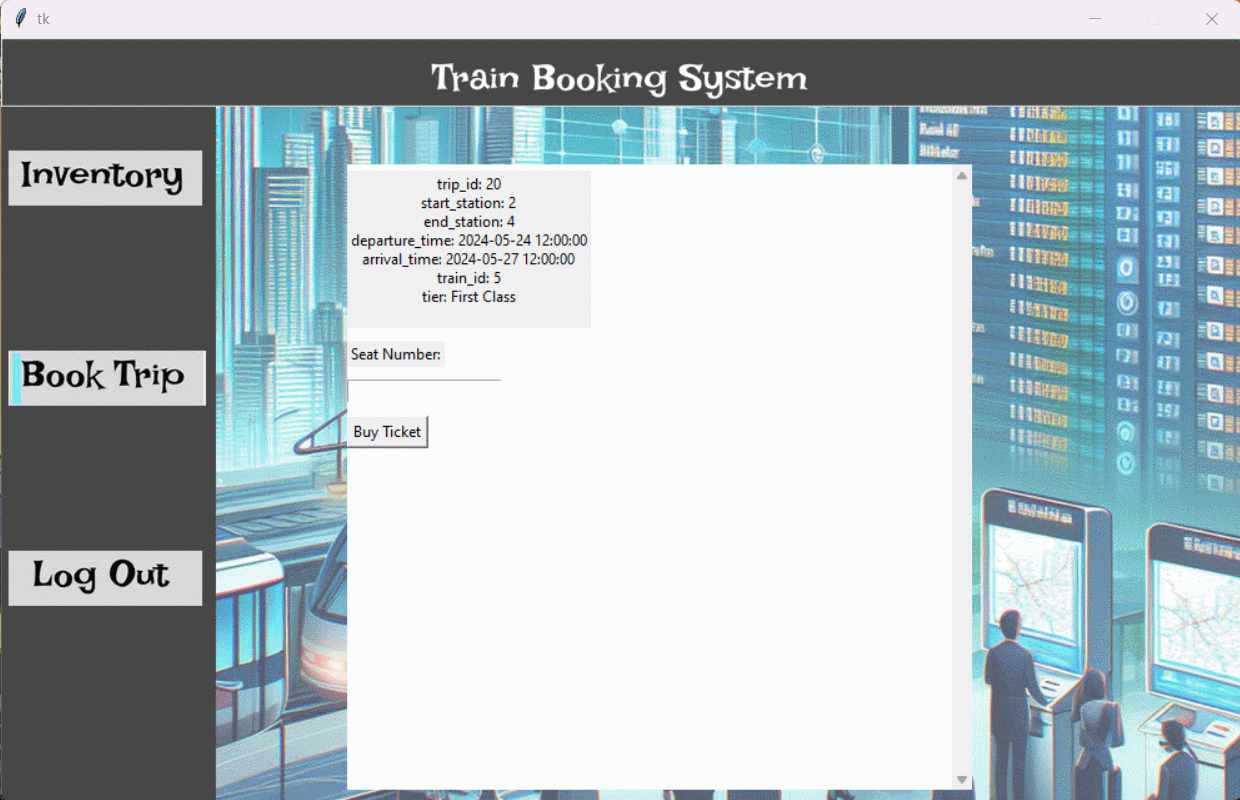 tk
Train Booking System
Inventory
Book Trip
Log Out
trip_id: 20
start_station: 2
end_station: 4
departure_time: 2024-05-24 12:00:00
arrival_time: 2024-05-27 12:00:00
train_id: 5
tier: First Class
Seat Number:
Buy Ticket